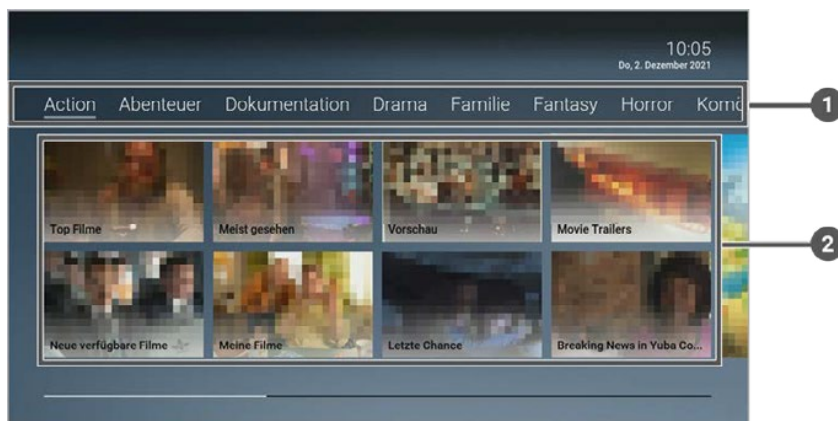 10:05
Do, 2. Dezember 2021
Action Abenteuer Dokumentation Drama Familie Fantasy Horror Komö
1
Top Filme Meist gesehen Vorschau Movie Trailers
2
Neue verfügbare Filme Meine Filme Letzte Chance Breaking News in Yuba Co...